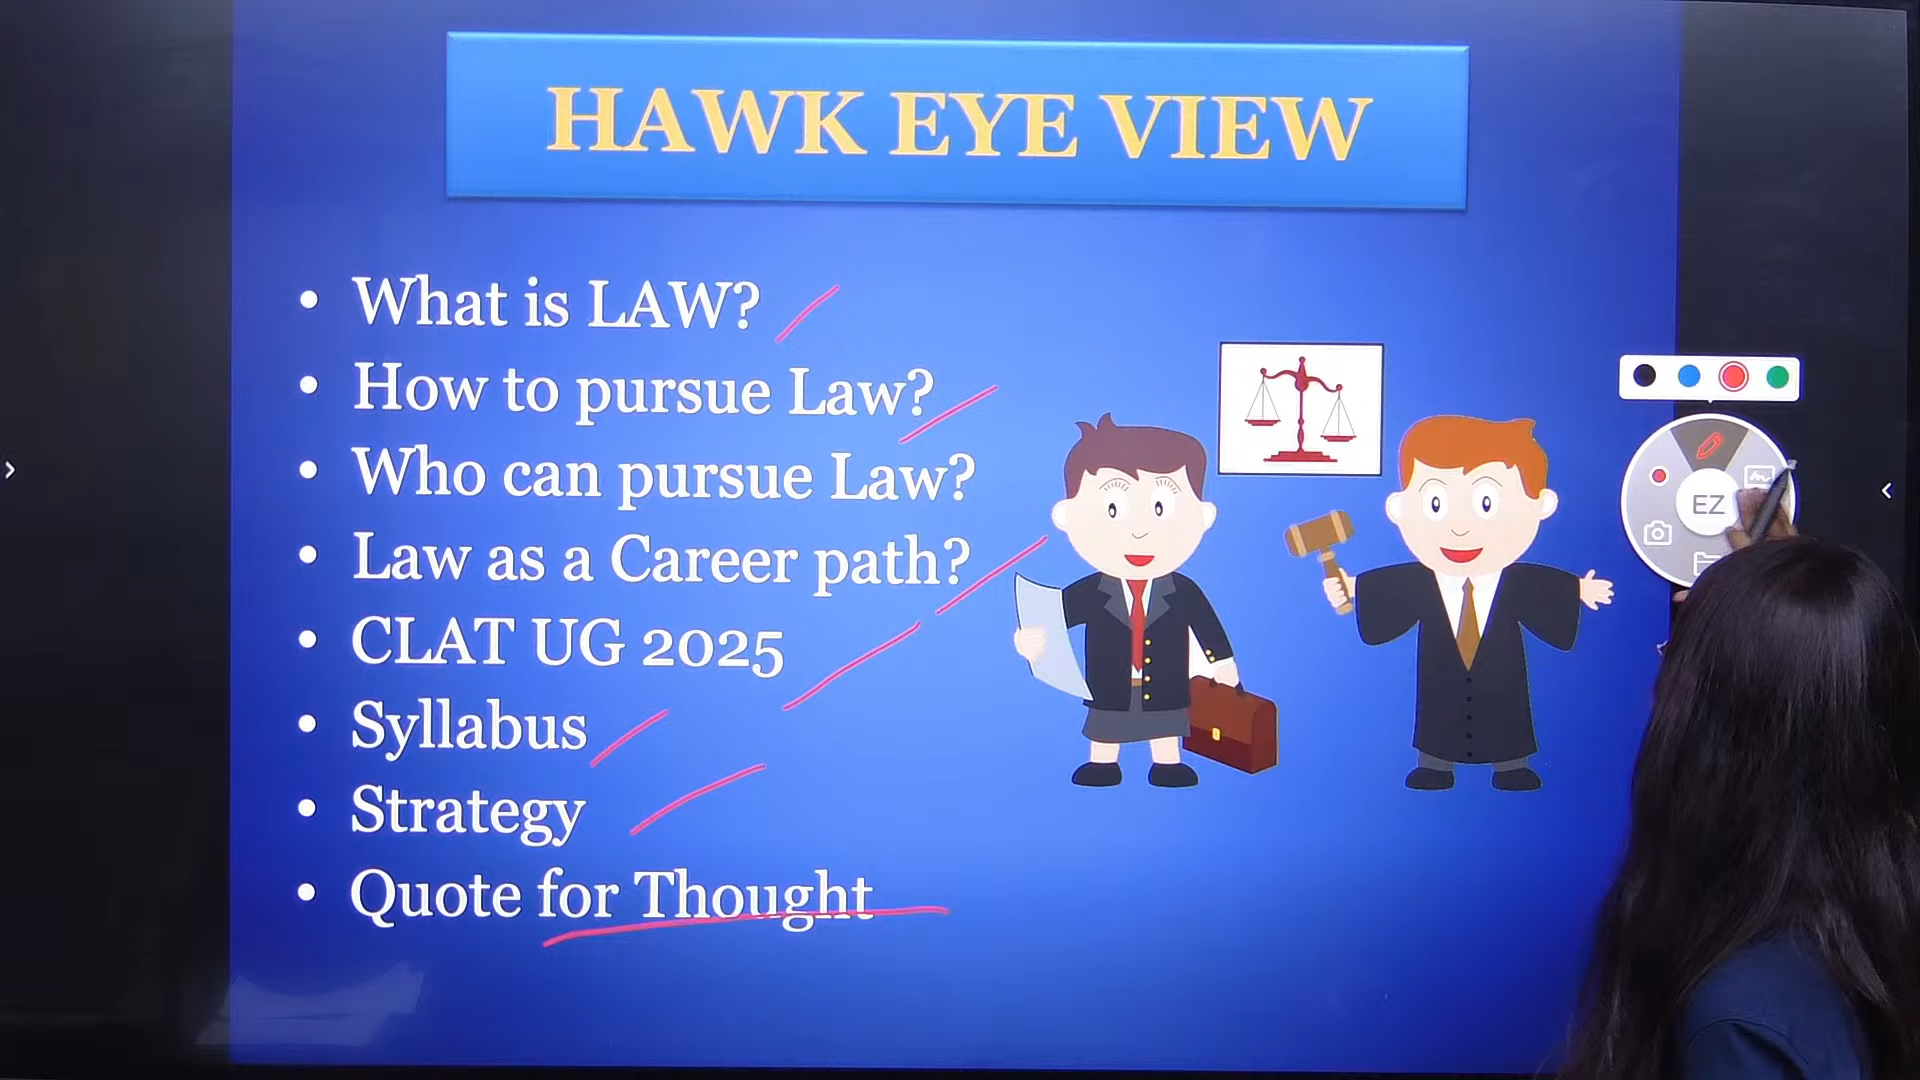 HAWK EYE VIEW
• What is LAW?
• How to pursue Law?
• Who can pursue Law?
• Law as a Career path?
• CLAT UG 2025
• Syllabus
• Strategy
• Quote for Thought
EZ